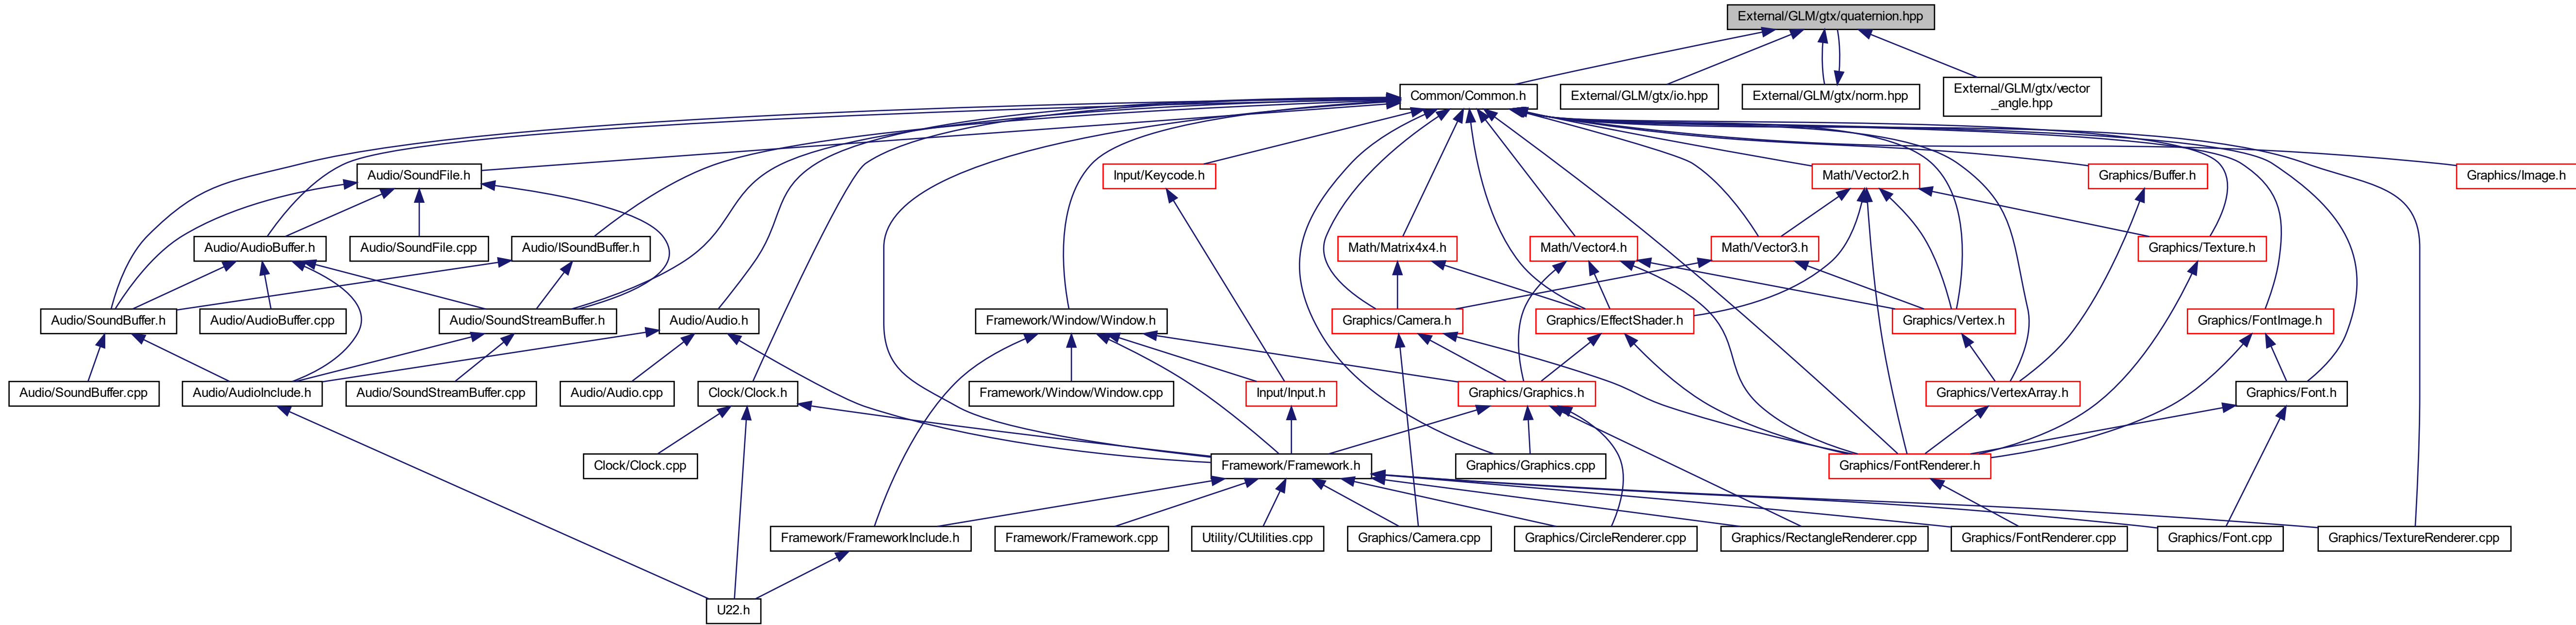 External/GLM/gtx/quaternion.hpp
Common/Common.h
External/GLM/gtx/io.hpp
External/GLM/gtx/norm.hpp
External/GLM/gtx/vector
_angle.hpp
Audio/SoundFile.h
Input/Keycode.h
Math/Vector2.h
Graphics/Buffer.h
Graphics/Image.h
Audio/AudioBuffer.h
Audio/SoundFile.cpp
Audio/ISoundBuffer.h
Math/Matrix4x4.h
Math/Vector4.h
Math/Vector3.h
Graphics/Texture.h
Audio/SoundBuffer.h
Audio/AudioBuffer.cpp
Audio/SoundStreamBuffer.h
Audio/Audio.h
Framework/Window/Window.h
Graphics/Camera.h
Graphics/EffectShader.h
Graphics/Vertex.h
Graphics/FontImage.h
Audio/SoundBuffer.cpp
Audio/AudioInclude.h
Audio/SoundStreamBuffer.cpp
Audio/Audio.cpp
Clock/Clock.h
Framework/Window/Window.cpp
Input/Input.h
Graphics/Graphics.h
Graphics/VertexArray.h
Graphics/Font.h
Clock/Clock.cpp
Framework/Framework.h
Graphics/Graphics.cpp
Graphics/FontRenderer.h
Framework/FrameworkInclude.h
Framework/Framework.cpp
Utility/CUtilities.cpp
Graphics/Camera.cpp
Graphics/CircleRenderer.cpp
Graphics/RectangleRenderer.cpp
Graphics/FontRenderer.cpp
Graphics/Font.cpp
Graphics/TextureRenderer.cpp
U22.h